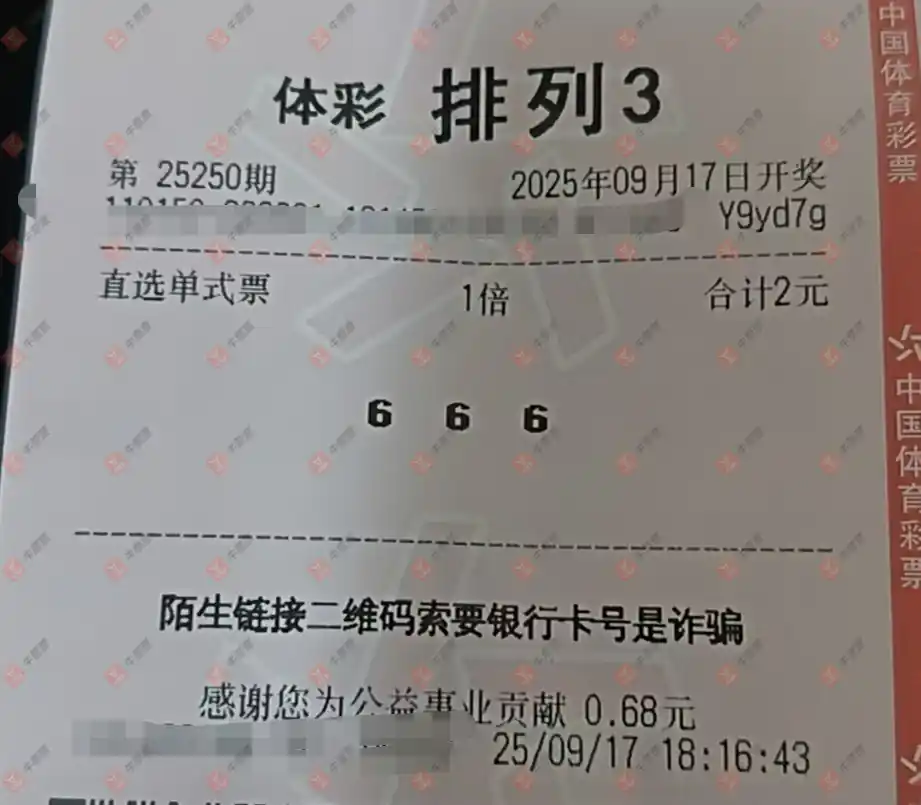 体彩 排列3
第 25250期 2025年09月17日开奖
Y9yd7g
直选单式票 1倍 合计2元
6 6 6
陌生链接二维码索要银行卡号是诈骗
感谢您为公益事业贡献 0.68元
25/09/17 18:16:43
中国体育彩票
中国体育彩票